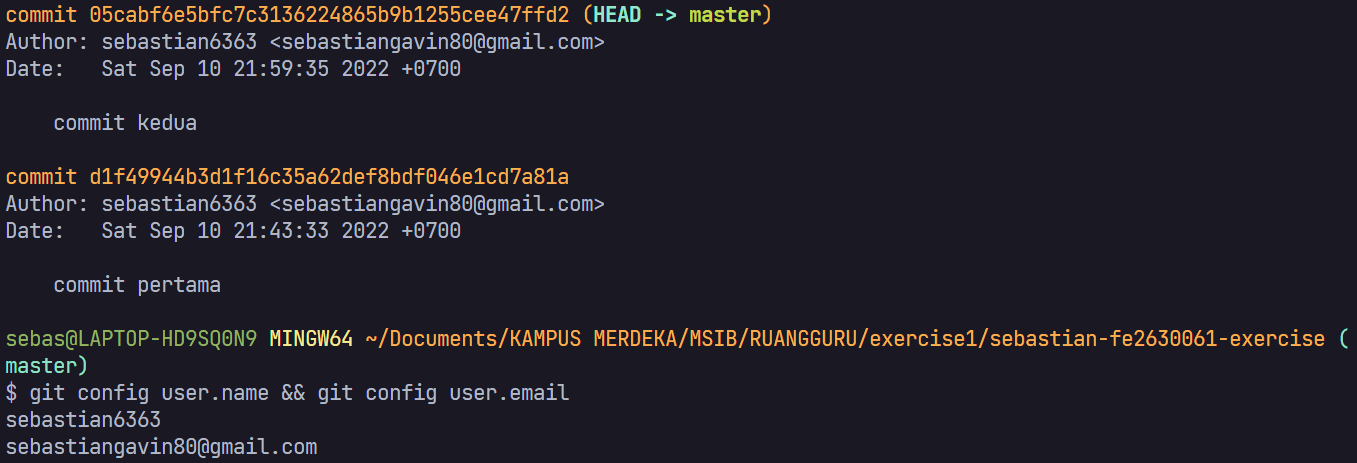 commit 05cabf6e5bfc7c3136224865b9b1255cee47ffd2 (HEAD -> master)
Author: sebastian6363 <sebastiangavin80@gmail.com>
Date:   Sat Sep 10 21:59:35 2022 +0700
    commit kedua
commit d1f49944b3d1f16c35a62def8bdf046e1cd7a81a
Author: sebastian6363 <sebastiangavin80@gmail.com>
Date:   Sat Sep 10 21:43:33 2022 +0700
    commit pertama
sebas@LAPTOP-HD9SQ0N9 MINGW64 ~/Documents/KAMPUS MERDEKA/MSIB/RUANGGURU/exercise1/sebastian-fe2630061-exercise (
master)
$ git config user.name && git config user.email
sebastian6363
sebastiangavin80@gmail.com